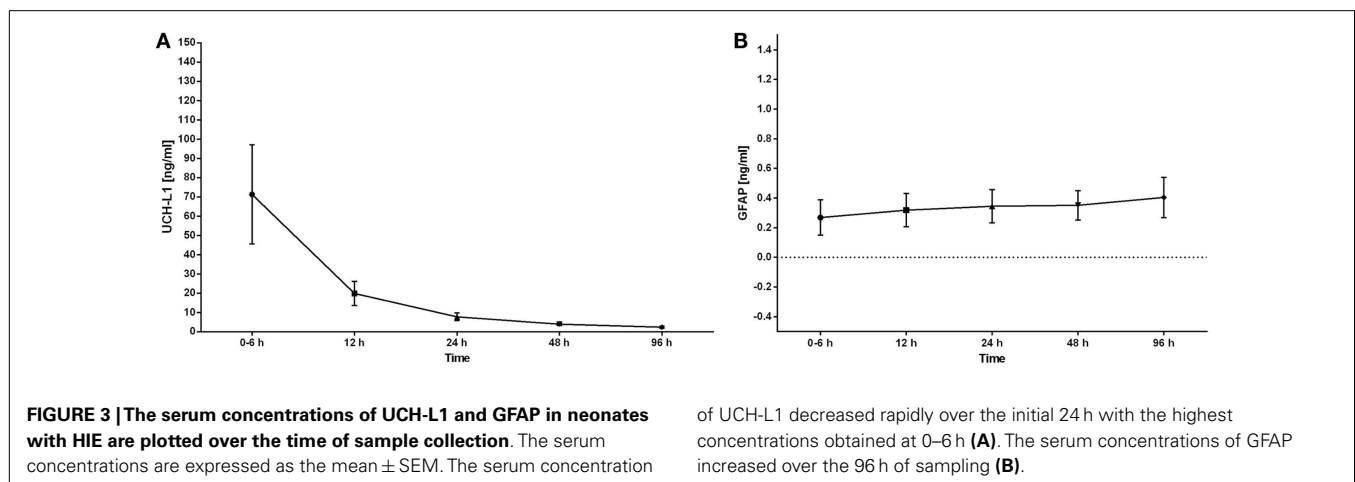 A
150
140
130
120
110
100
90
80
70
60
50
40
30
20
10
0
UCH-L1 [ng/ml]
0-6 h 12 h 24 h 48 h 96 h
Time
B
1.4
1.2
1.0
0.8
0.6
0.4
0.2
0.0
-0.2
-0.4
GFAP [ng/ml]
0-6 h 12 h 24 h 48 h 96 h
Time
FIGURE 3 | The serum concentrations of UCH-L1 and GFAP in neonates
with HIE are plotted over the time of sample collection. The serum
concentrations are expressed as the mean ± SEM. The serum concentration
of UCH-L1 decreased rapidly over the initial 24 h with the highest
concentrations obtained at 0–6 h (A). The serum concentrations of GFAP
increased over the 96 h of sampling (B).